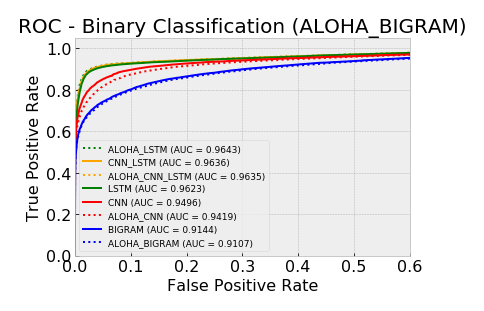 ROC - Binary Classification (ALOHA_BIGRAM)
True Positive Rate
1.0
0.8
0.6
0.4
0.2
0.0
ALOHA_LSTM (AUC = 0.9643)
CNN_LSTM (AUC = 0.9636)
ALOHA_CNN_LSTM (AUC = 0.9635)
LSTM (AUC = 0.9623)
CNN (AUC = 0.9496)
ALOHA_CNN (AUC = 0.9419)
BIGRAM (AUC = 0.9144)
ALOHA_BIGRAM (AUC = 0.9107)
0.0 0.1 0.2 0.3 0.4 0.5 0.6
False Positive Rate